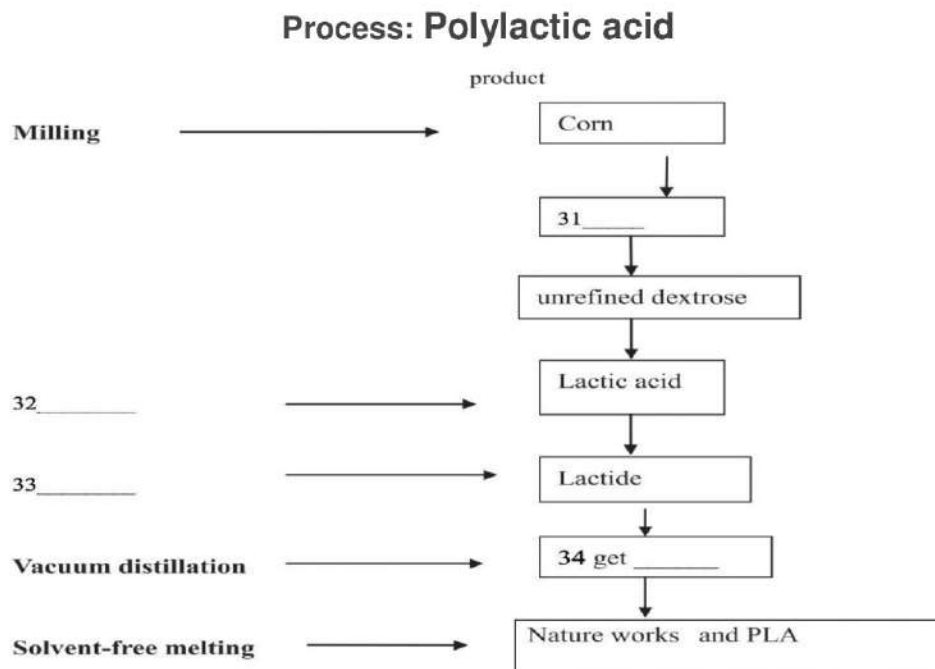 Process: Polylactic acid
product
Milling
Corn
31_____
unrefined dextrose
Lactic acid
32________
Lactide
33________
34 get _______
Vacuum distillation
Nature works and PLA
Solvent-free melting